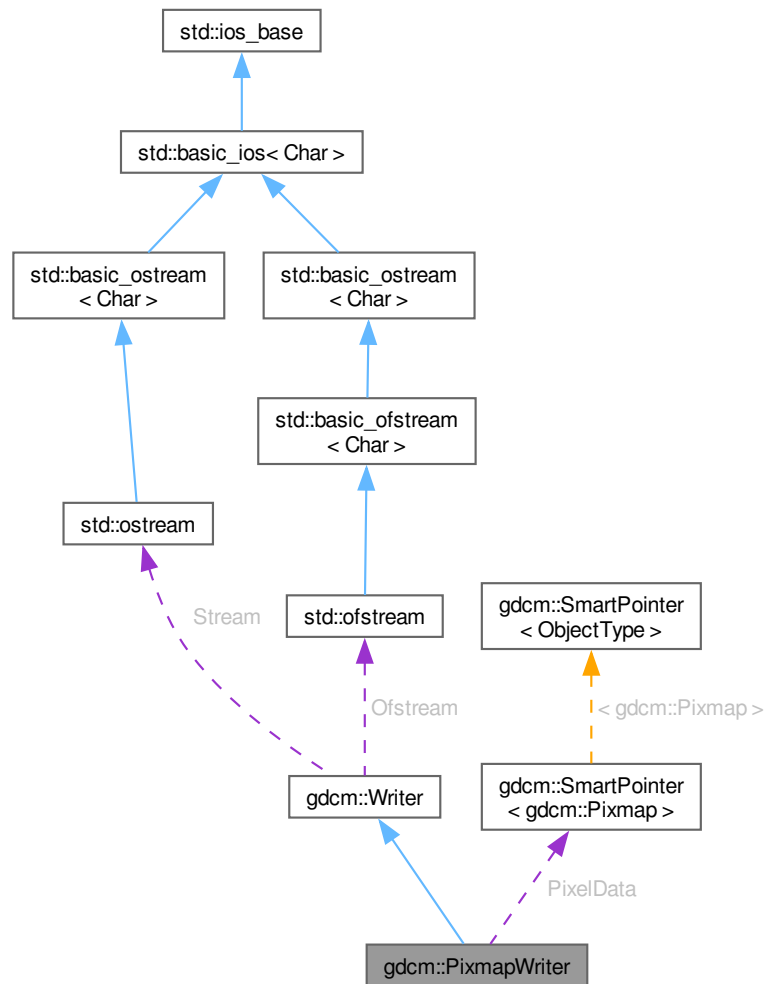 std::ios_base
std::basic_ios< Char >
std::basic_ostream
< Char >
std::basic_ostream
< Char >
std::basic_ofstream
< Char >
std::ostream
std::ofstream
gdcm::SmartPointer
< ObjectType >
Stream
Ofstream
< gdcm::Pixmap >
gdcm::Writer
gdcm::SmartPointer
< gdcm::Pixmap >
PixelData
gdcm::PixmapWriter